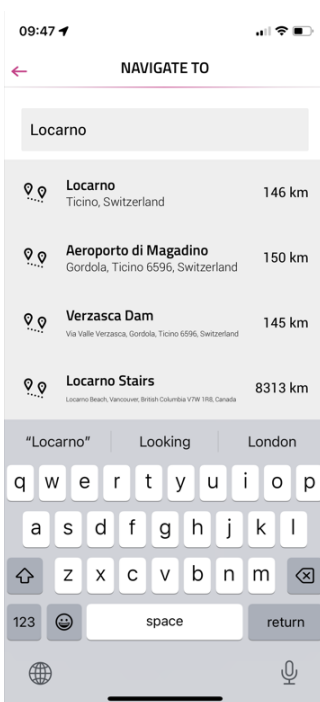 09:47
NAVIGATE TO
Locarno
Locarno
146 km
Ticino, Switzerland
Aeroporto di Magadino
150 km
Gordola, Ticino 6596, Switzerland
Verzasca Dam
145 km
Via Valle Verzasca, Gordola, Ticino 6596, Switzerland
Locarno Stairs
8313 km
Locarno Beach, Vancouver, British Columbia V7W 1R8, Canada
“Locarno” Looking London
q w e r t y u i o p
a s d f g h j k l
z x c v b n m
123 space return